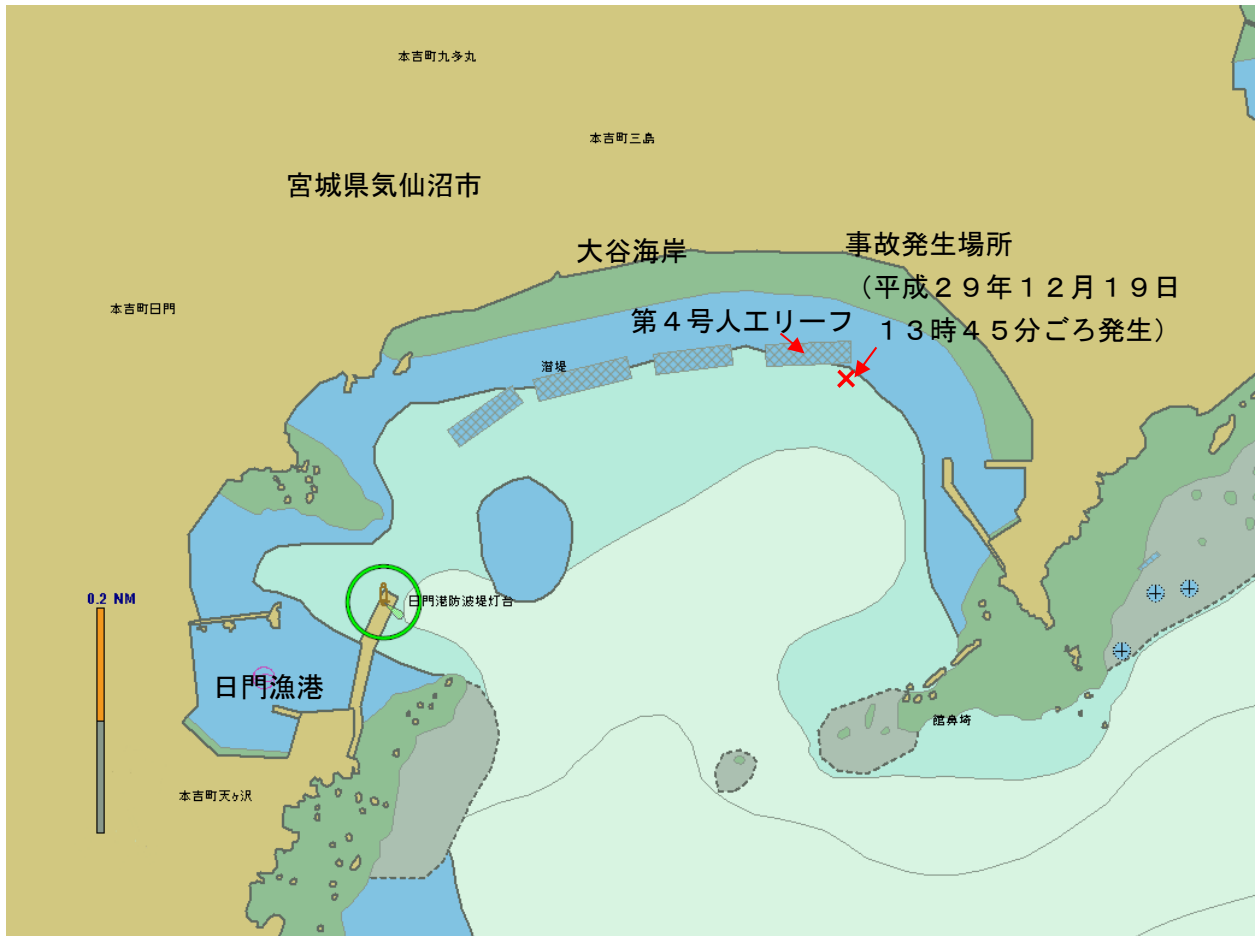 本吉町九多丸
本吉町三島
宮城県気仙沼市
大谷海岸
事故発生場所
（平成２９年１２月１９日
１３時４５分ごろ発生）
本吉町日門
第４号人工リーフ
潜堤
0.2 NM
日門港防波堤灯台
日門漁港
館鼻埼
本吉町天ヶ沢